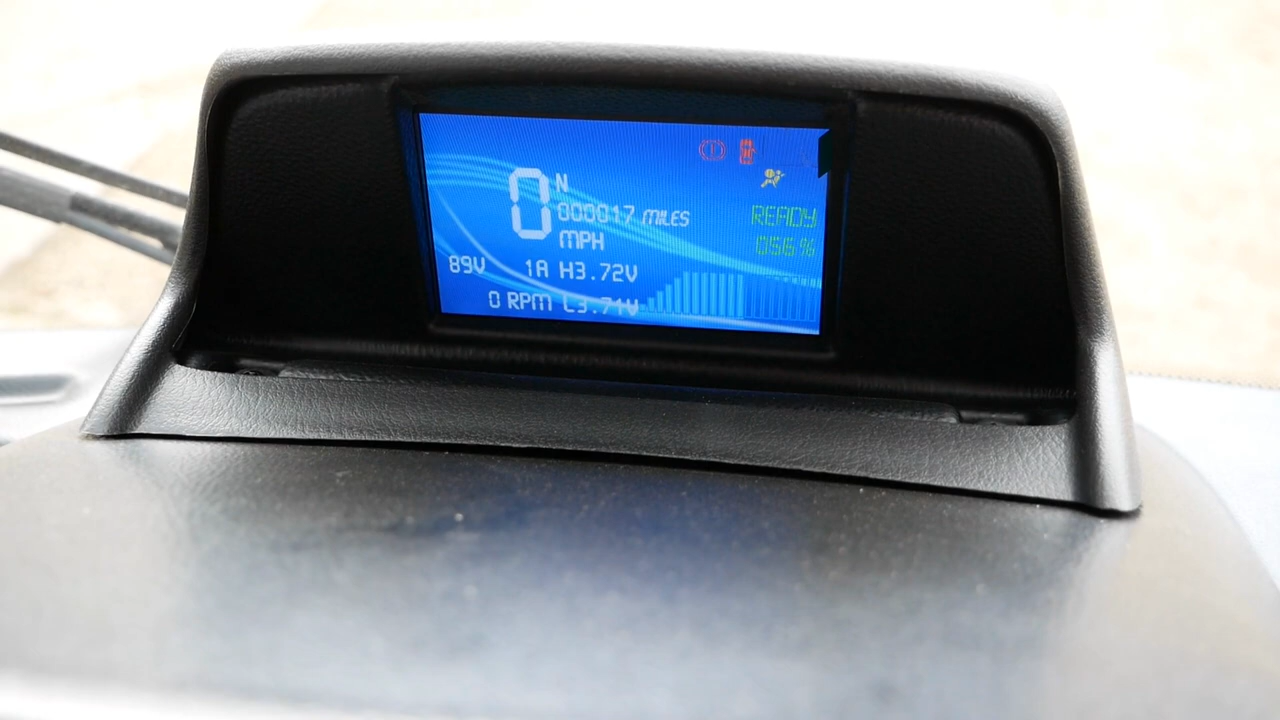 0 N
000017 MILES
MPH
READY
056%
89V 1A H3.72V
0 RPM L3.71V